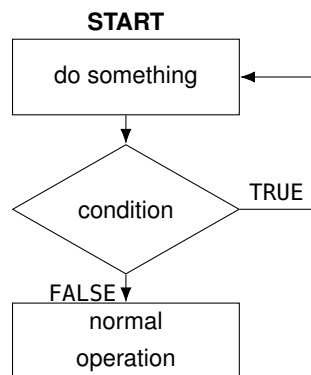 START
do something
condition
TRUE
FALSE
normal
operation